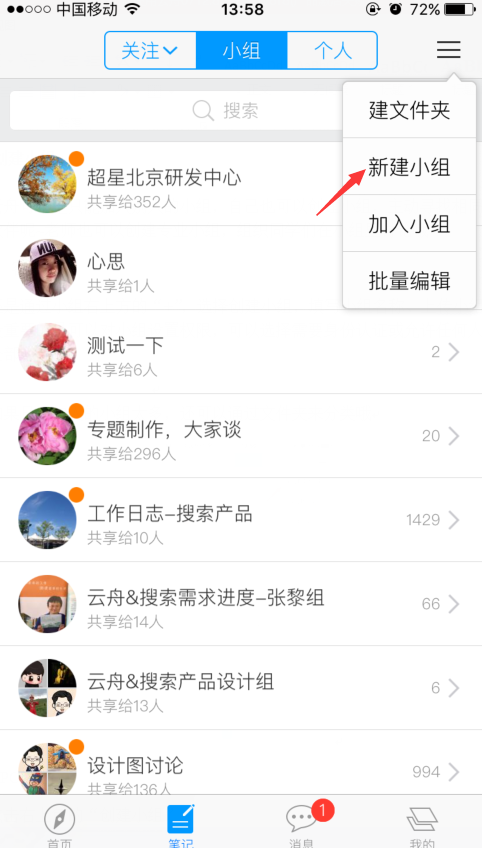 中国移动 13:58 72%
关注 小组 个人
搜索
建文件夹
新建小组
加入小组
批量编辑
超星北京研发中心
共享给352人
心思
共享给1人
测试一下
共享给6人
2
专题制作，大家谈
共享给296人
20
工作日志-搜索产品
共享给10人
1429
云舟&搜索需求进度-张黎组
共享给14人
66
云舟&搜索产品设计组
共享给13人
6
设计图讨论
共享给136人
994
1
首页 笔记 消息 我的